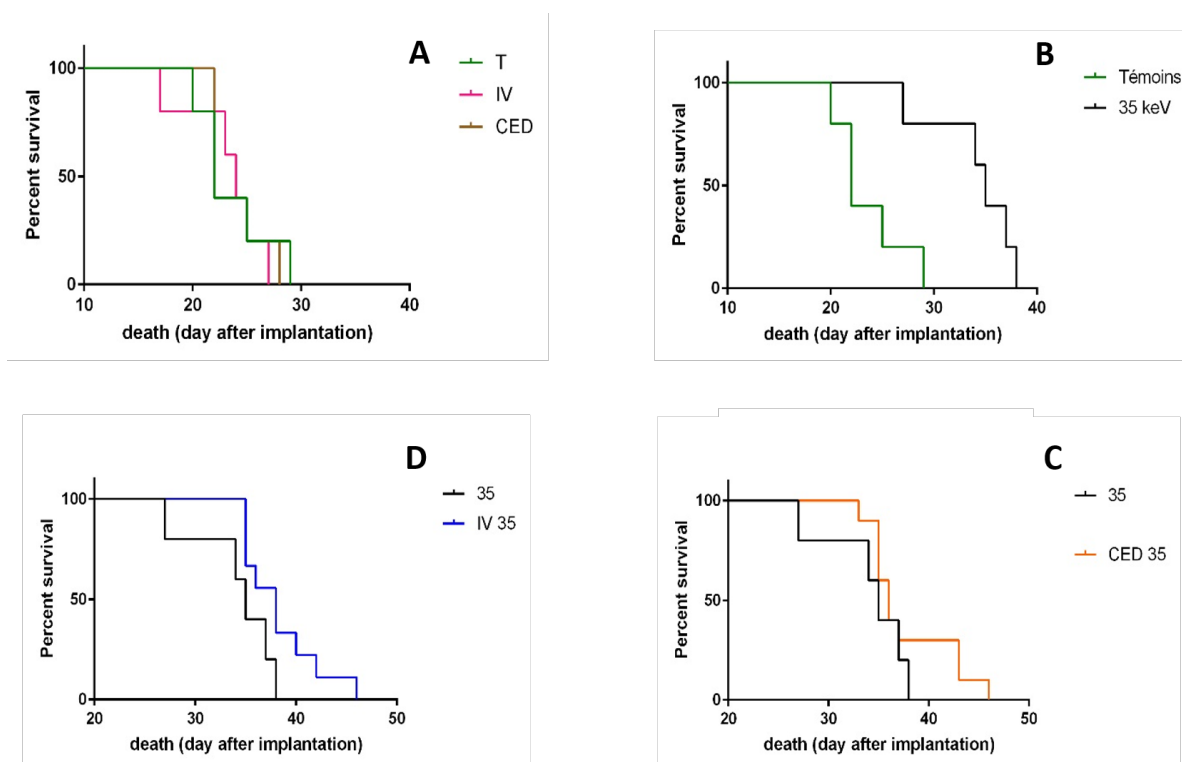 A
T
IV
CED
100
50
0
10 20 30 40
Percent survival
death (day after implantation)
B
Témoins
35 keV
100
50
0
10 20 30 40
Percent survival
death (day after implantation)
D
35
IV 35
100
50
0
20 30 40 50
Percent survival
death (day after implantation)
C
35
CED 35
100
50
0
20 30 40 50
Percent survival
death (day after implantation)